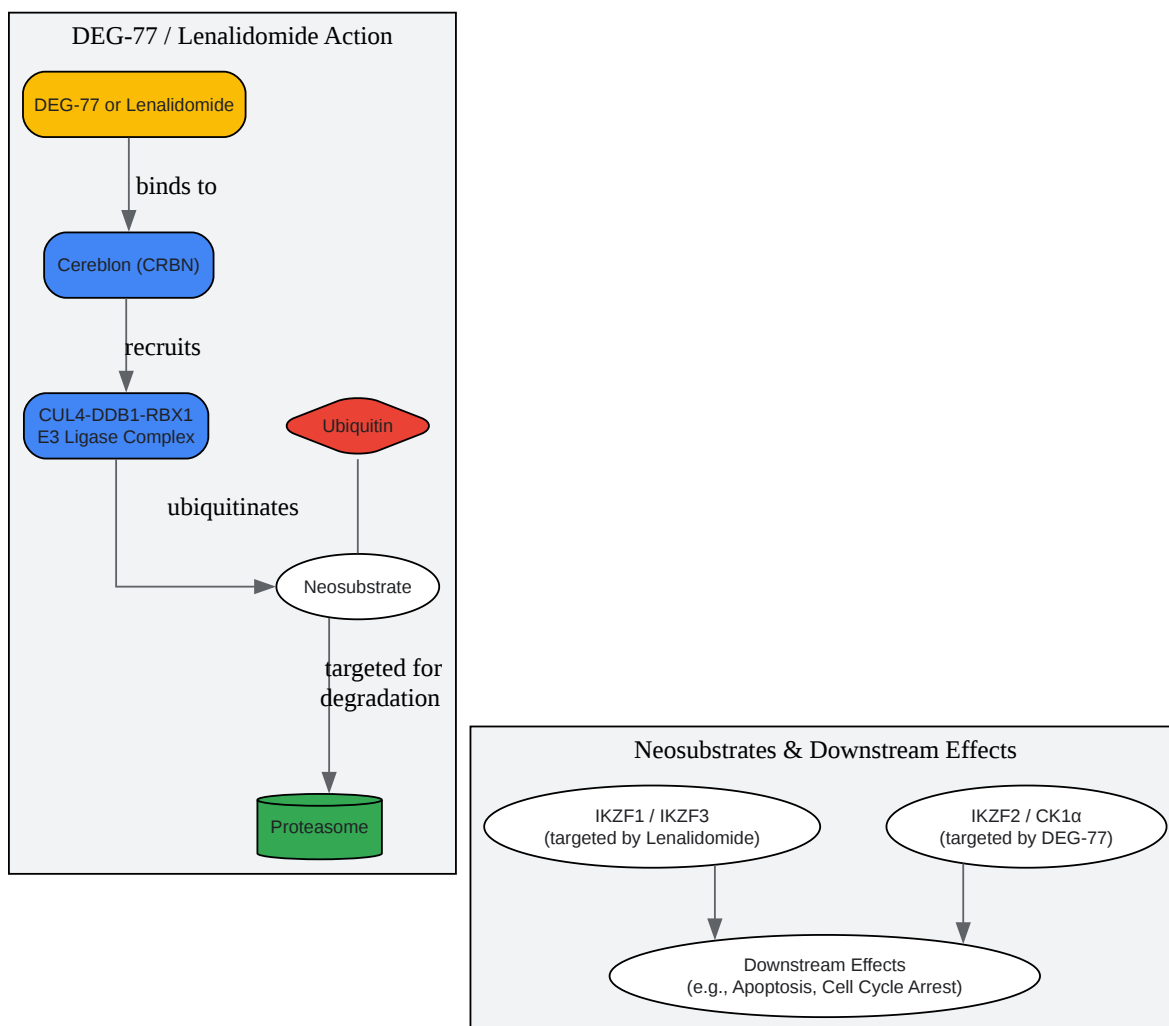 DEG-77 / Lenalidomide Action
DEG-77 or Lenalidomide
binds to
Cereblon (CRBN)
recruits
CUL4-DDB1-RBX1
E3 Ligase Complex
Ubiquitin
ubiquitinates
Neosubstrate
targeted for
degradation
Proteasome
Neosubstrates & Downstream Effects
IKZF1 / IKZF3
(targeted by Lenalidomide)
IKZF2 / CK1α
(targeted by DEG-77)
Downstream Effects
(e.g., Apoptosis, Cell Cycle Arrest)